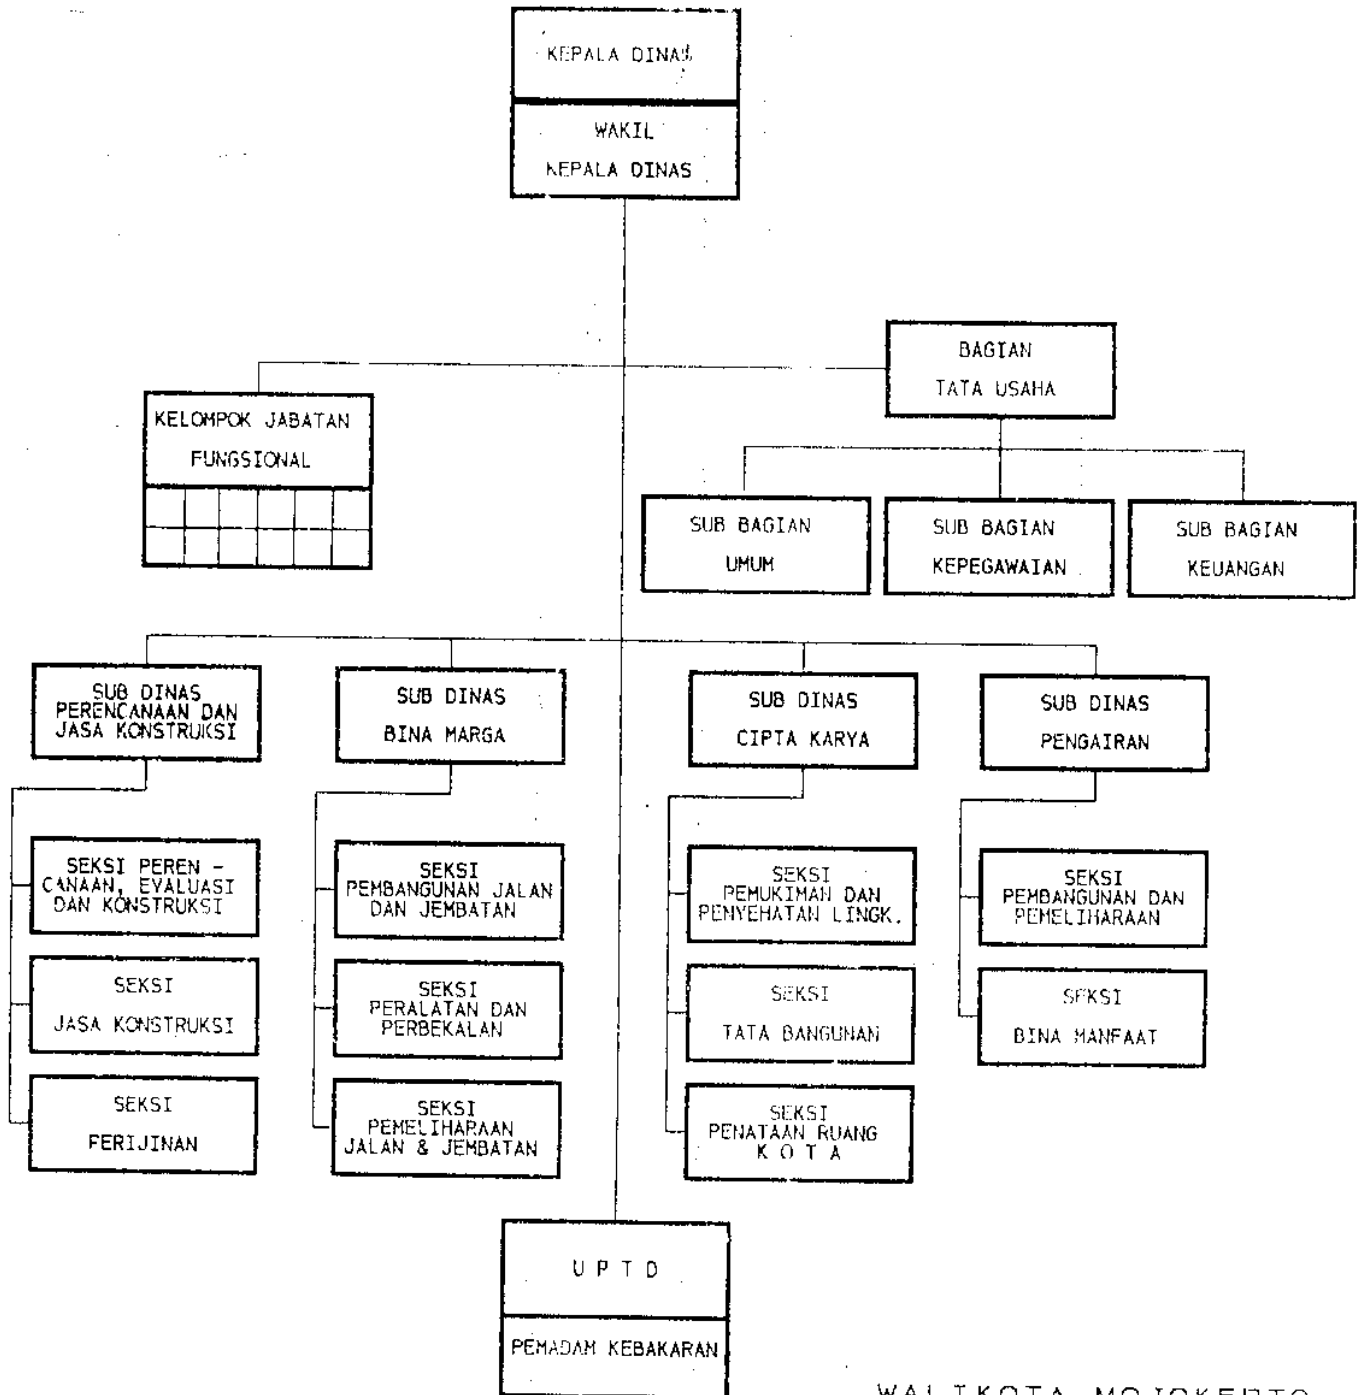 KEPALA DINAS
WAKIL
KEPALA DINAS
BAGIAN
TATA USAHA
KELOMPOK JABATAN
FUNGSIONAL
SUB BAGIAN
UMUM
SUB BAGIAN
KEPEGAWAIAN
SUB BAGIAN
KEUANGAN
SUB DINAS
PERENCANAAN DAN
JASA KONSTRUKSI
SUB DINAS
BINA MARGA
SUB DINAS
CIPTA KARYA
SUB DINAS
PENGAIRAN
SEKSI PEREN -
CANAAN, EVALUASI
DAN KONSTRUKSI
SEKSI
PEMBANGUNAN JALAN
DAN JEMBATAN
SEKSI
PEMUKIMAN DAN
PENYEHATAN LINGK.
SEKSI
PEMBANGUNAN DAN
PEMELIHARAAN
SEKSI
JASA KONSTRUKSI
SEKSI
PERALATAN DAN
PERBEKALAN
SEKSI
TATA BANGUNAN
SEKSI
BINA MANFAAT
SEKSI
PERIJINAN
SEKSI
PEMELIHARAAN
JALAN & JEMBATAN
SEKSI
PENATAAN RUANG
K O T A
U P T D
PEMADAM KEBAKARAN
WALIKOTA MOJOKERTO